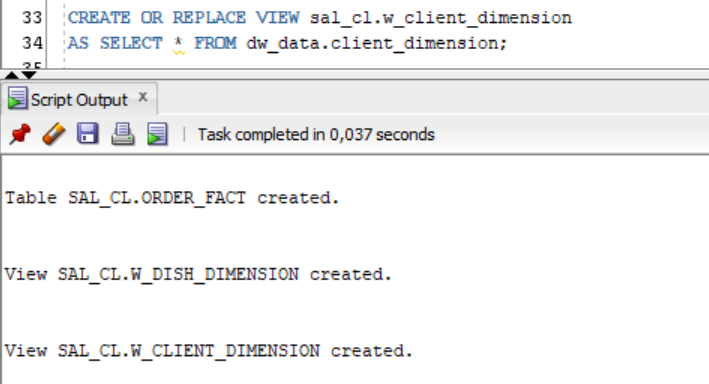 33 CREATE OR REPLACE VIEW sal_cl.w_client_dimension
34 AS SELECT * FROM dw_data.client_dimension;
35
Script Output x
Task completed in 0,037 seconds
Table SAL_CL.ORDER_FACT created.
View SAL_CL.W_DISH_DIMENSION created.
View SAL_CL.W_CLIENT_DIMENSION created.